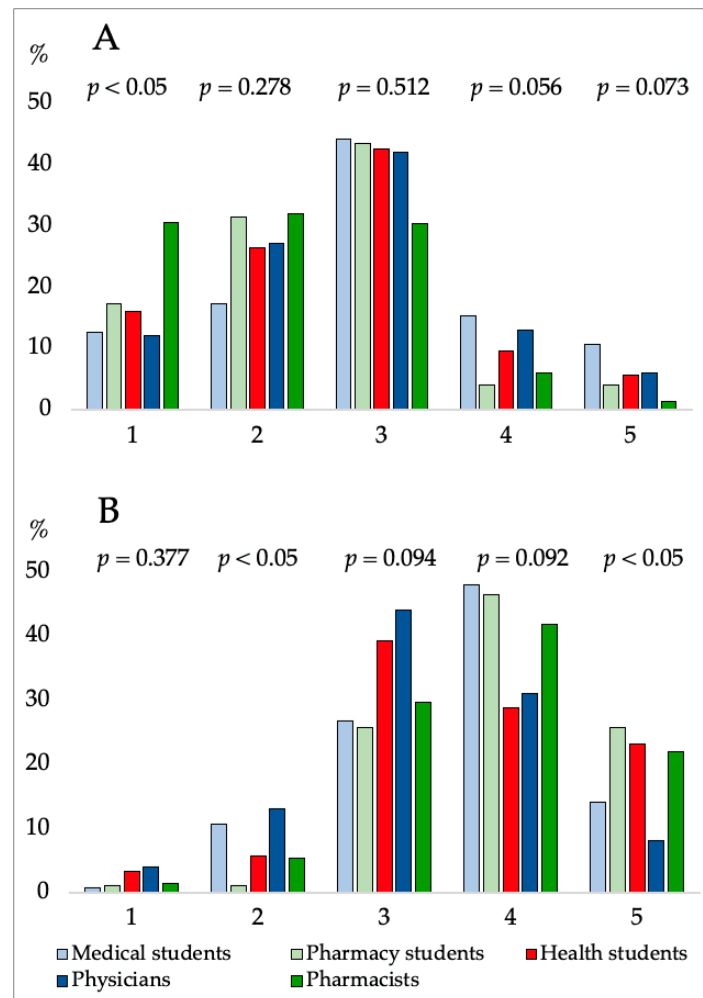 A
%
p < 0.05 p = 0.278 p = 0.512 p = 0.056 p = 0.073
50
40
30
20
10
0
1 2 3 4 5
B
%
p = 0.377 p < 0.05 p = 0.094 p = 0.092 p < 0.05
50
40
30
20
10
0
1 2 3 4 5
Medical students Pharmacy students Health students
Physicians Pharmacists